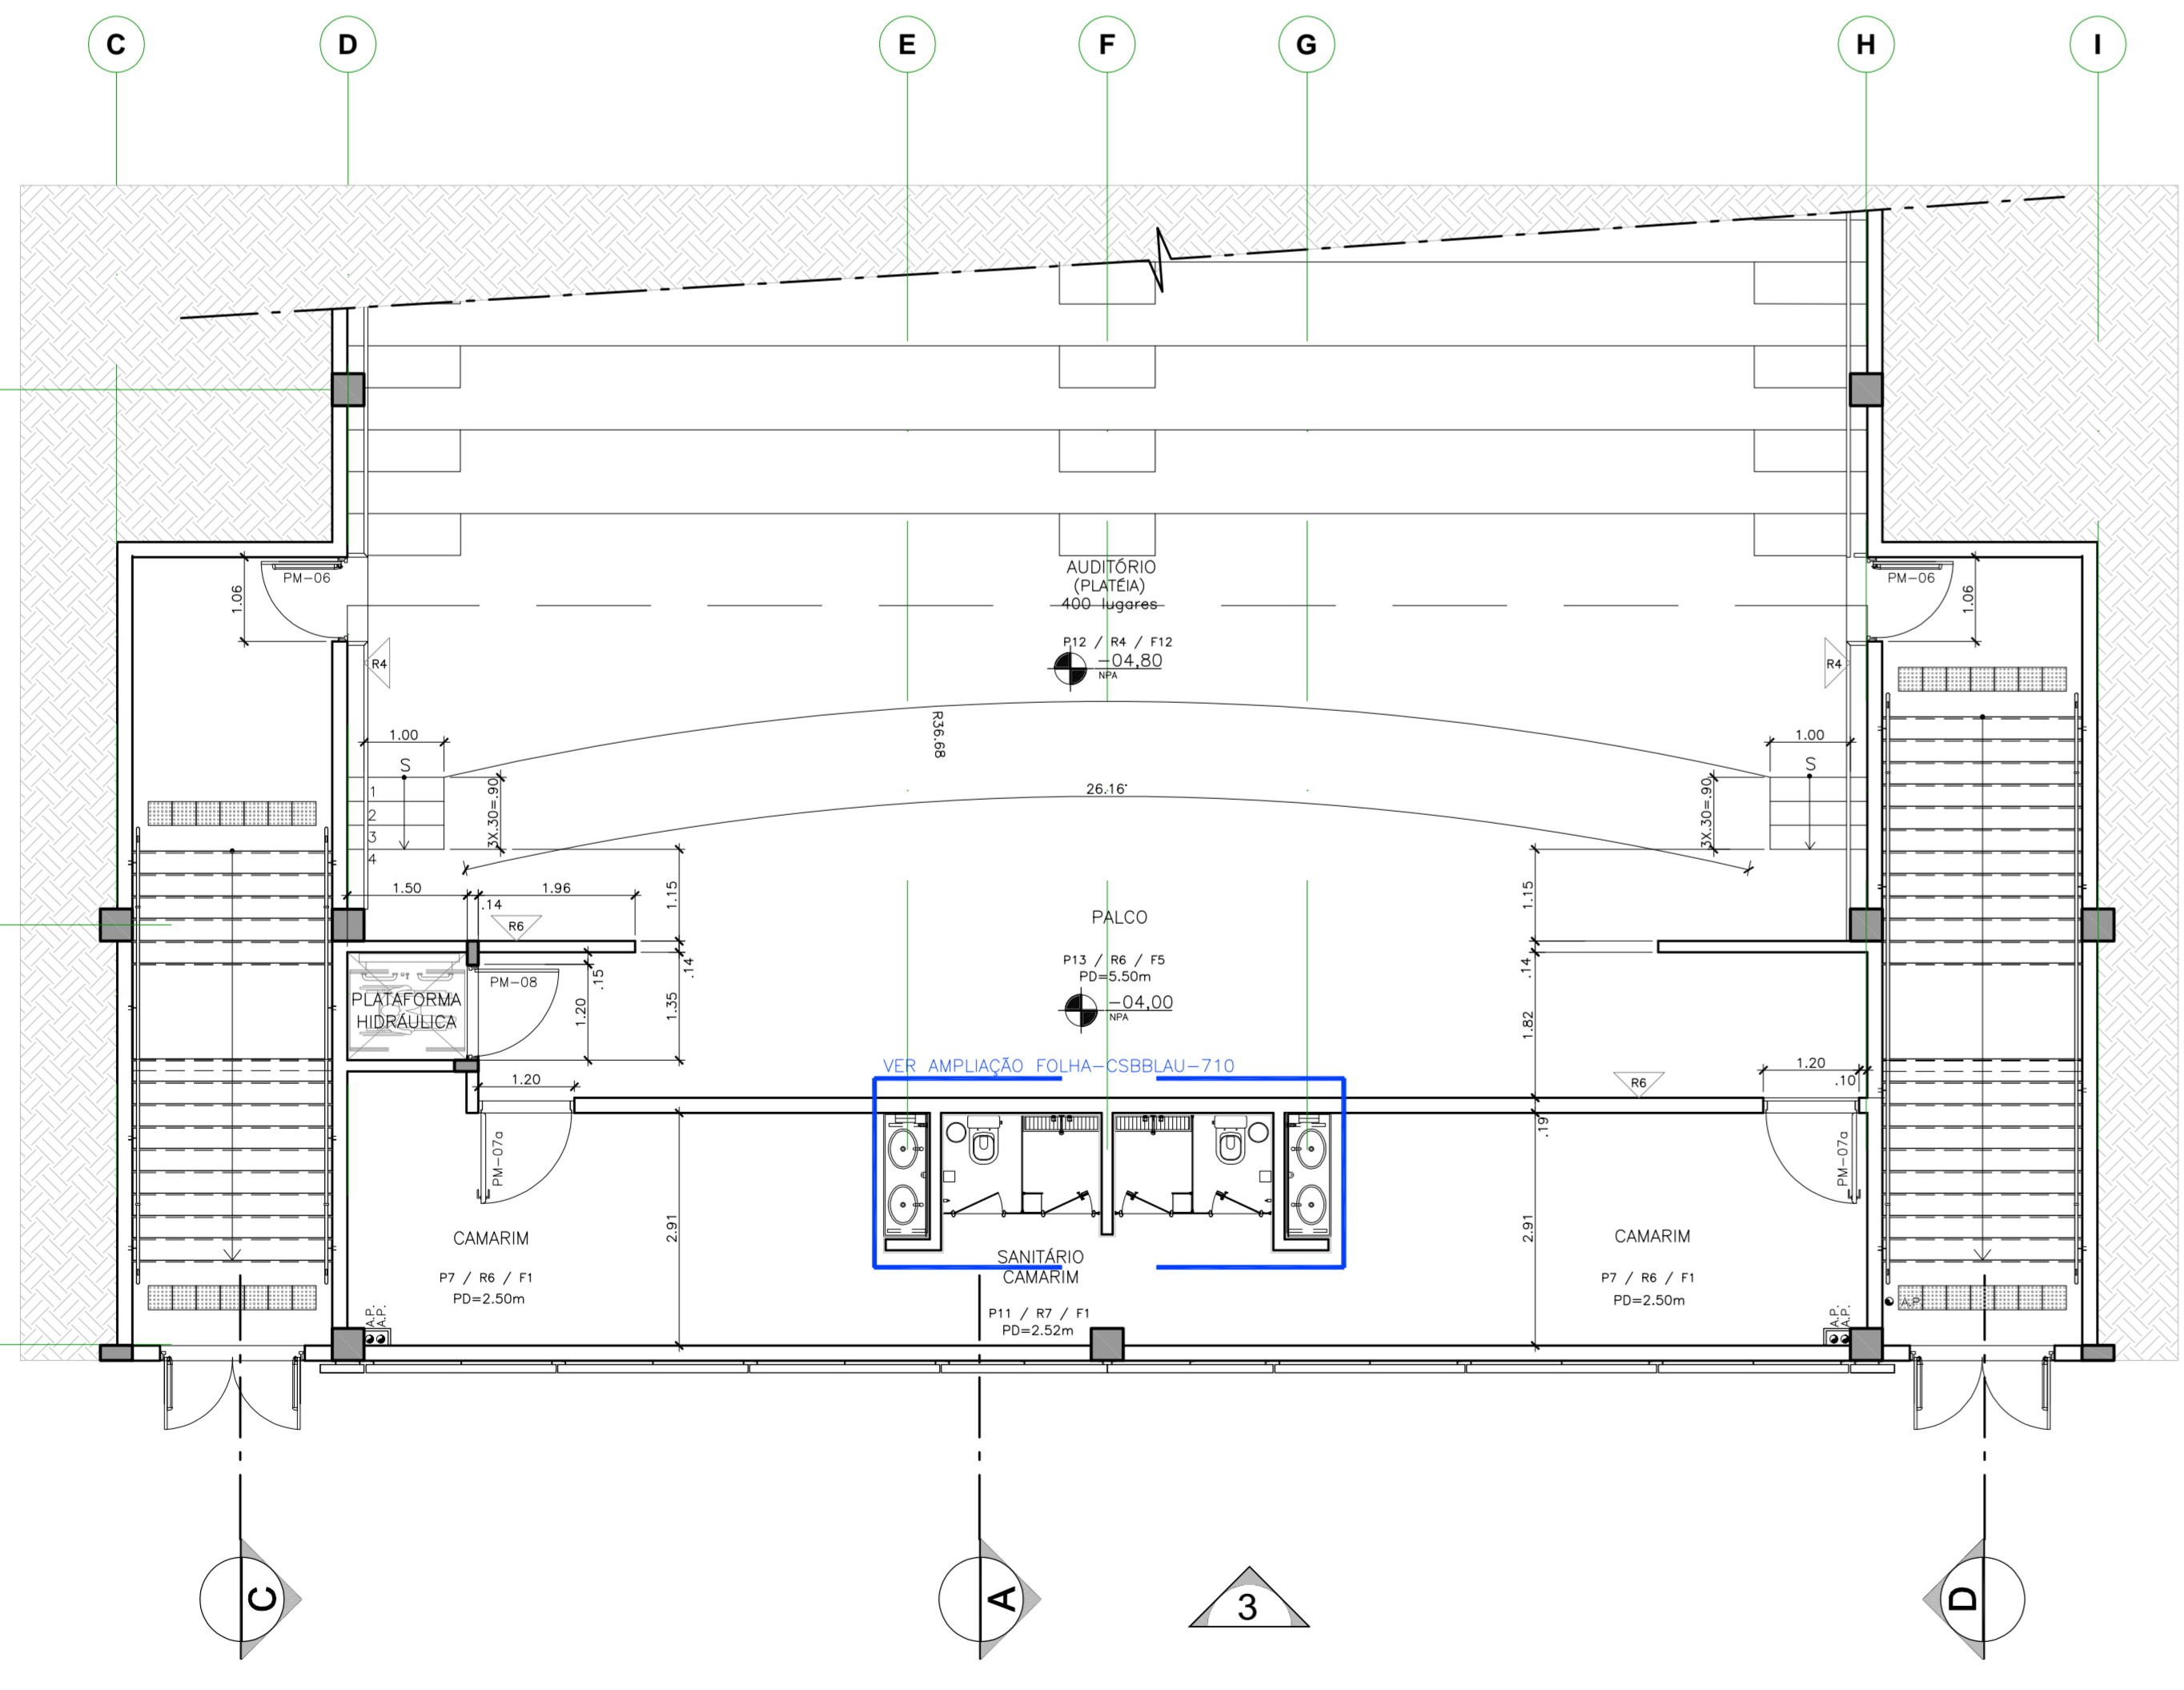 C D E F G H I
AUDITÓRIO
(PLATÉIA)
400 lugares
P12 / R4 / F12
-04,80
NPA
PM-06
1.06
R4
PM-06
1.06
R4
R36.68
26.16
1.00
S
1
2
3
4
3X.30=.90
1.00
S
3X.30=.90
1.50
.14
1.96
R6
1.15
.14
1.35
.15
1.20
PM-08
PLATAFORMA
HIDRÁULICA
PALCO
P13 / R6 / F5
PD=5.50m
-04,00
NPA
1.15
.14
1.82
.19
VER AMPLIAÇÃO FOLHA-CSBBLAU-710
1.20
PM-07a
R6
1.20
.10
PM-07a
2.91
2.91
CAMARIM
P7 / R6 / F1
PD=2.50m
SANITÁRIO
CAMARIM
P11 / R7 / F1
PD=2.52m
CAMARIM
P7 / R6 / F1
PD=2.50m
A.P.
A.P.
A.P.
A.P.
A.P.
C
A
3
D